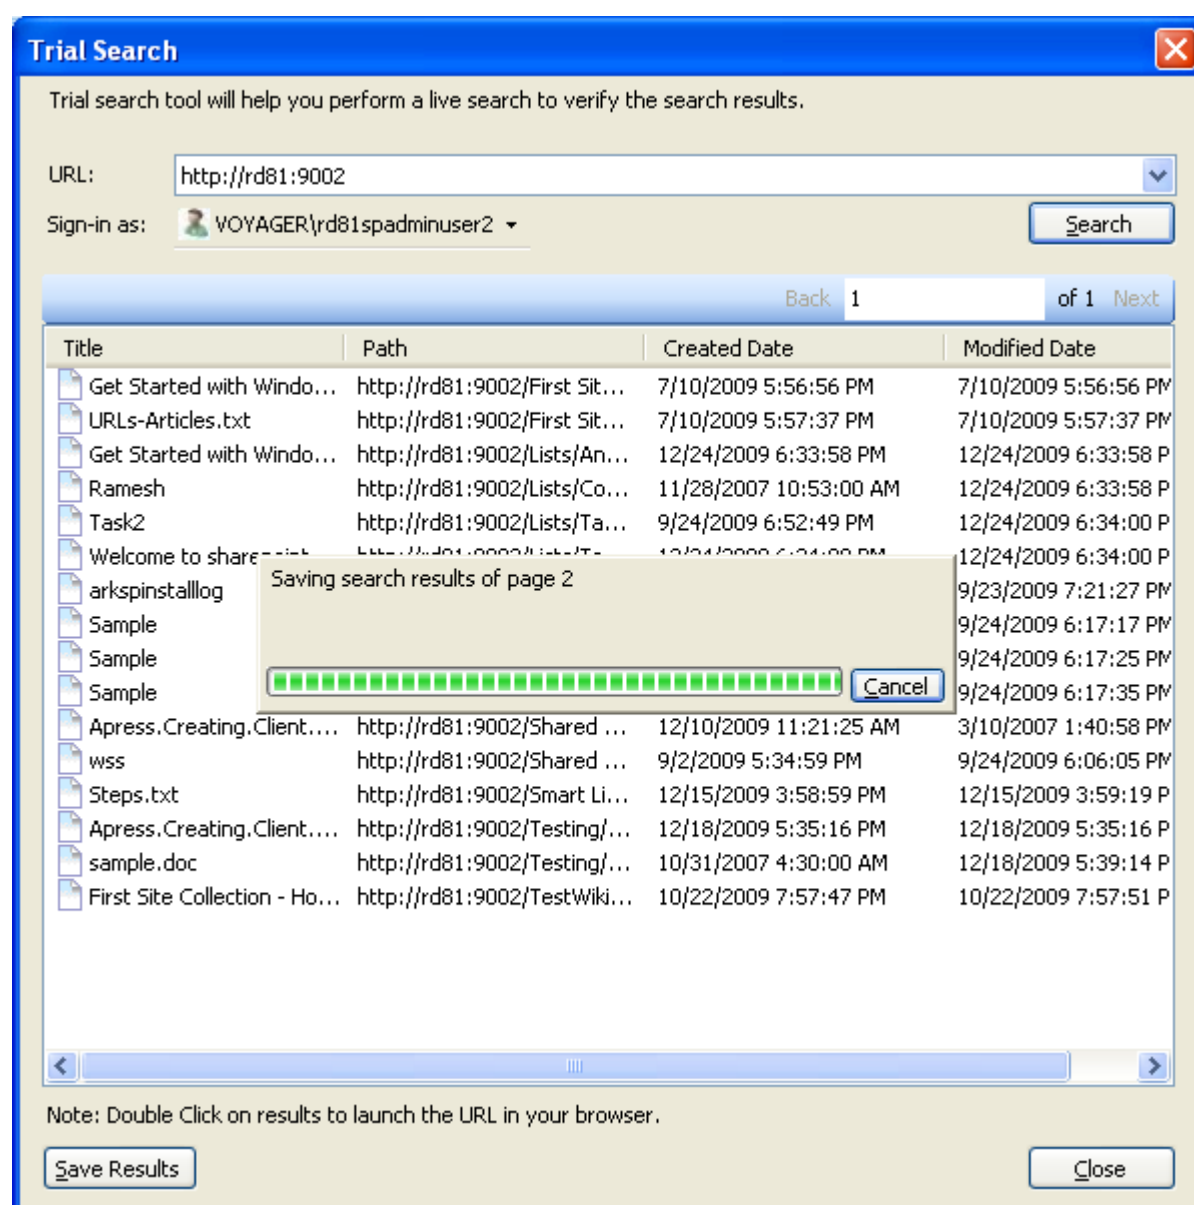 Trial Search
Trial search tool will help you perform a live search to verify the search results.
URL: http://rd81:9002
Sign-in as: VOYAGER\rd81spadminuser2 Search
Back 1 of 1 Next
Title Path Created Date Modified Date
Get Started with Windo... http://rd81:9002/First Sit... 7/10/2009 5:56:56 PM 7/10/2009 5:56:56 PM
URLs-Articles.txt http://rd81:9002/First Sit... 7/10/2009 5:57:37 PM 7/10/2009 5:57:37 PM
Get Started with Windo... http://rd81:9002/Lists/An... 12/24/2009 6:33:58 PM 12/24/2009 6:33:58 P
Ramesh http://rd81:9002/Lists/Co... 11/28/2007 10:53:00 AM 12/24/2009 6:33:58 P
Task2 http://rd81:9002/Lists/Ta... 9/24/2009 6:52:49 PM 12/24/2009 6:34:00 P
Welcome to 12/24/2009 6:34:00 P
Saving search results of page 2
arkspinstalllog 9/23/2009 7:21:27 PM
Sample 9/24/2009 6:17:17 PM
Sample 9/24/2009 6:17:25 PM
Sample Cancel 9/24/2009 6:17:35 PM
Apress.Creating.Client.... http://rd81:9002/Shared ... 12/10/2009 11:21:25 AM 3/10/2007 1:40:58 PM
wss http://rd81:9002/Shared ... 9/2/2009 5:34:59 PM 9/24/2009 6:06:05 PM
Steps.txt http://rd81:9002/Smart Li... 12/15/2009 3:58:59 PM 12/15/2009 3:59:19 P
Apress.Creating.Client.... http://rd81:9002/Testing/... 12/18/2009 5:35:16 PM 12/18/2009 5:35:16 P
sample.doc http://rd81:9002/Testing/... 10/31/2007 4:30:00 AM 12/18/2009 5:39:14 P
First Site Collection - Ho... http://rd81:9002/TestWiki... 10/22/2009 7:57:47 PM 10/22/2009 7:57:51 P
Note: Double Click on results to launch the URL in your browser.
Save Results Close